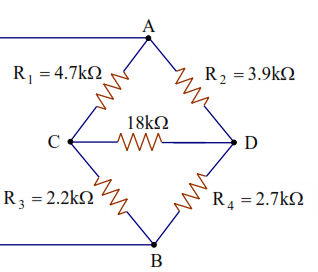 A
R₁ = 4.7kΩ
R₂ = 3.9kΩ
18kΩ
C
D
R₃ = 2.2kΩ
R₄ = 2.7kΩ
B